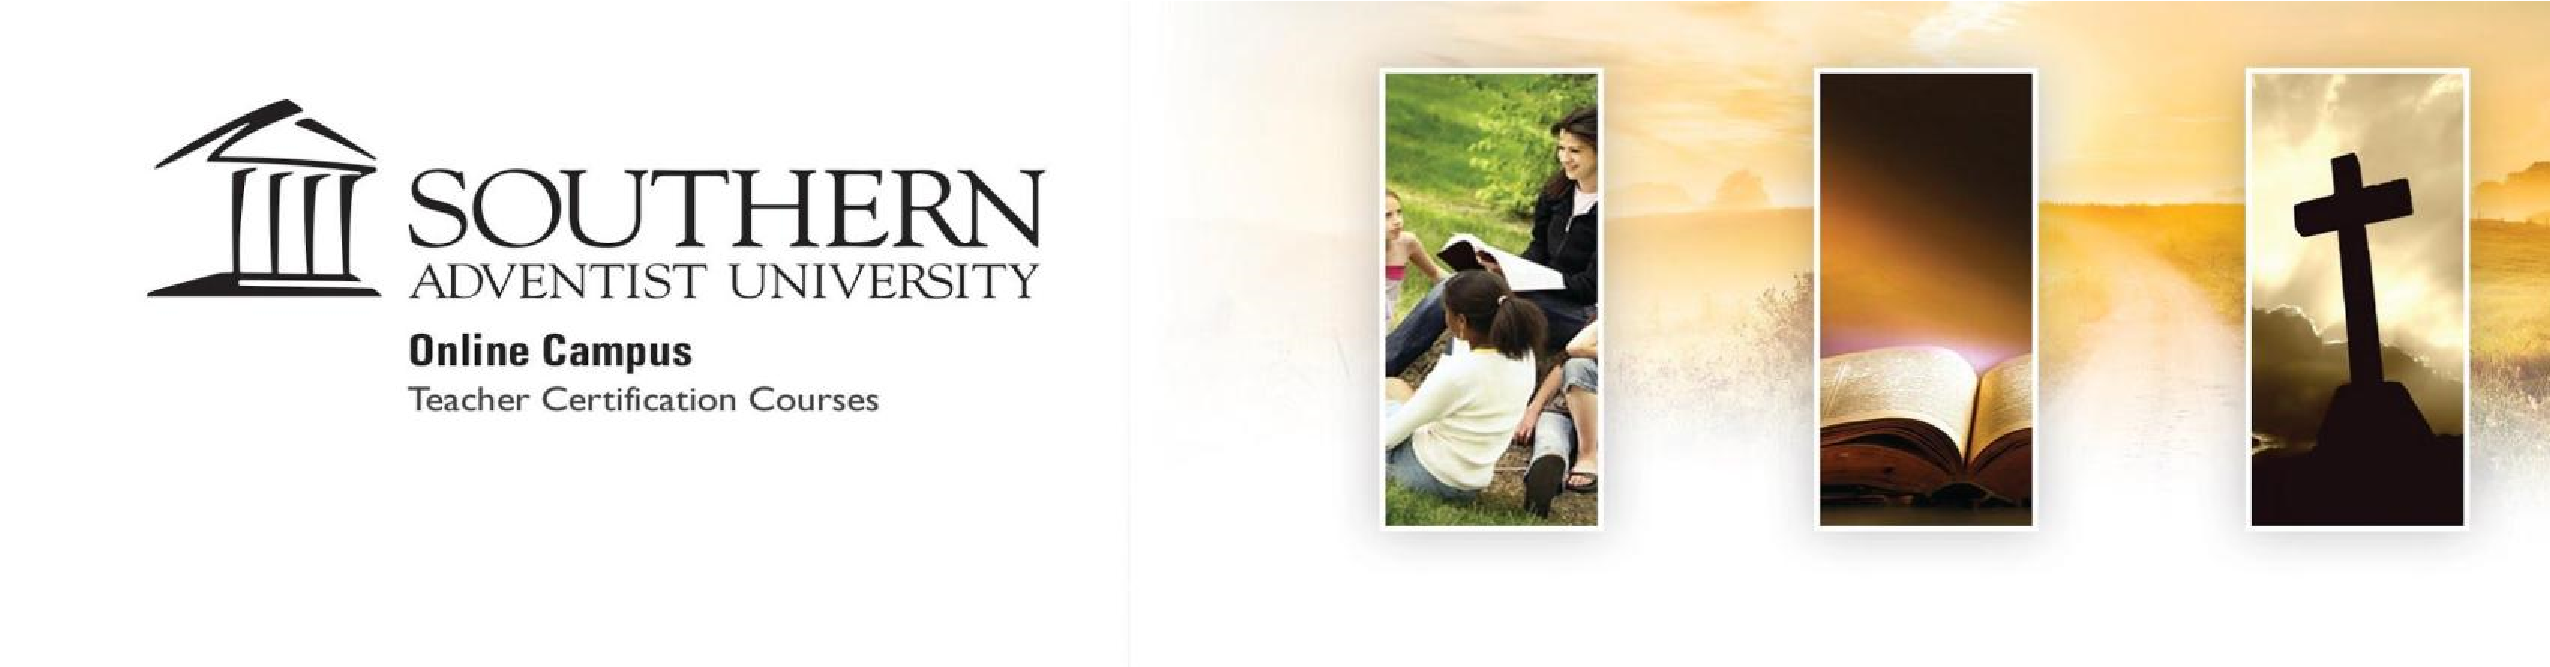 SOUTHERN
ADVENTIST UNIVERSITY
Online Campus
Teacher Certification Courses